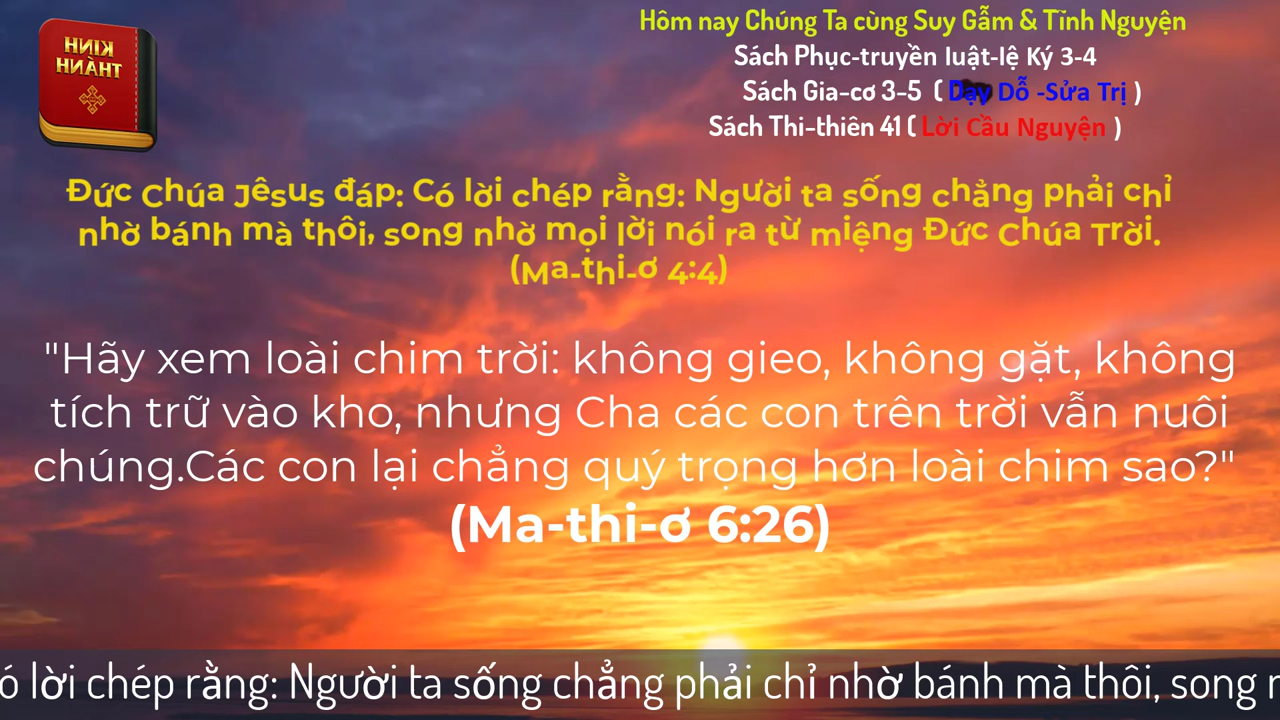 KINH
THÀNH
Hôm nay Chúng Ta cùng Suy Gẫm & Tĩnh Nguyện
Sách Phục-truyền luật-lệ Ký 3-4
Sách Gia-cơ 3-5 ( Dạy Dỗ -Sửa Trị )
Sách Thi-thiên 41 ( Lời Cầu Nguyện )
Đức Chúa Jêsus đáp: Có lời chép rằng: Người ta sống chẳng phải chỉ
nhờ bánh mà thôi, song nhờ mọi lời nói ra từ miệng Đức Chúa Trời.
(Ma-thi-ơ 4:4)
"Hãy xem loài chim trời: không gieo, không gặt, không
tích trữ vào kho, nhưng Cha các con trên trời vẫn nuôi
chúng.Các con lại chẳng quý trọng hơn loài chim sao?"
(Ma-thi-ơ 6:26)
ó lời chép rằng: Người ta sống chẳng phải chỉ nhờ bánh mà thôi, song